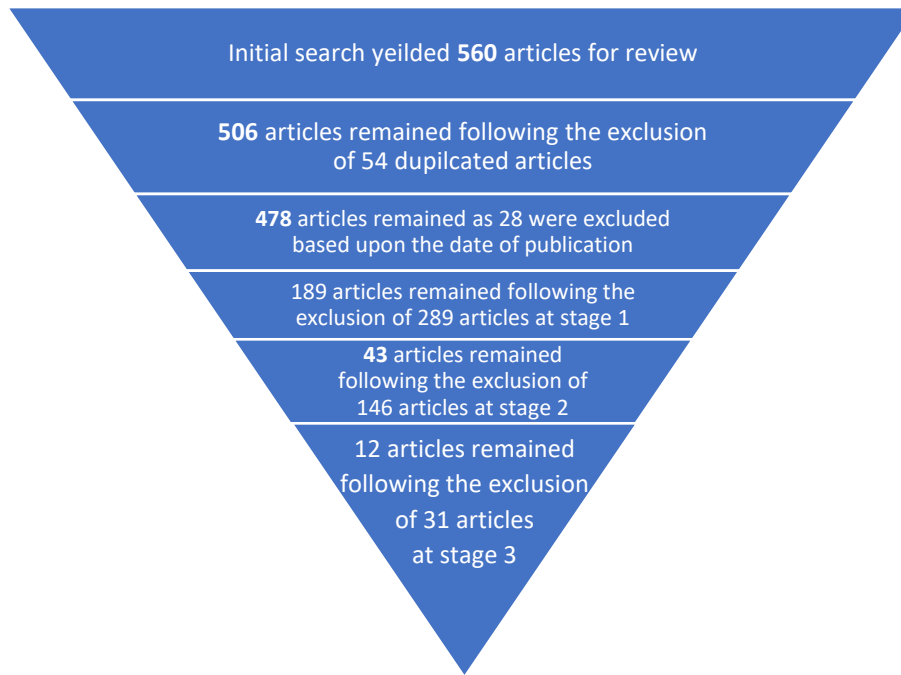 Initial search yeilded 560 articles for review
506 articles remained following the exclusion
of 54 dupilcated articles
478 articles remained as 28 were excluded
based upon the date of publication
189 articles remained following the
exclusion of 289 articles at stage 1
43 articles remained
following the exclusion of
146 articles at stage 2
12 articles remained
following the exclusion
of 31 articles
at stage 3